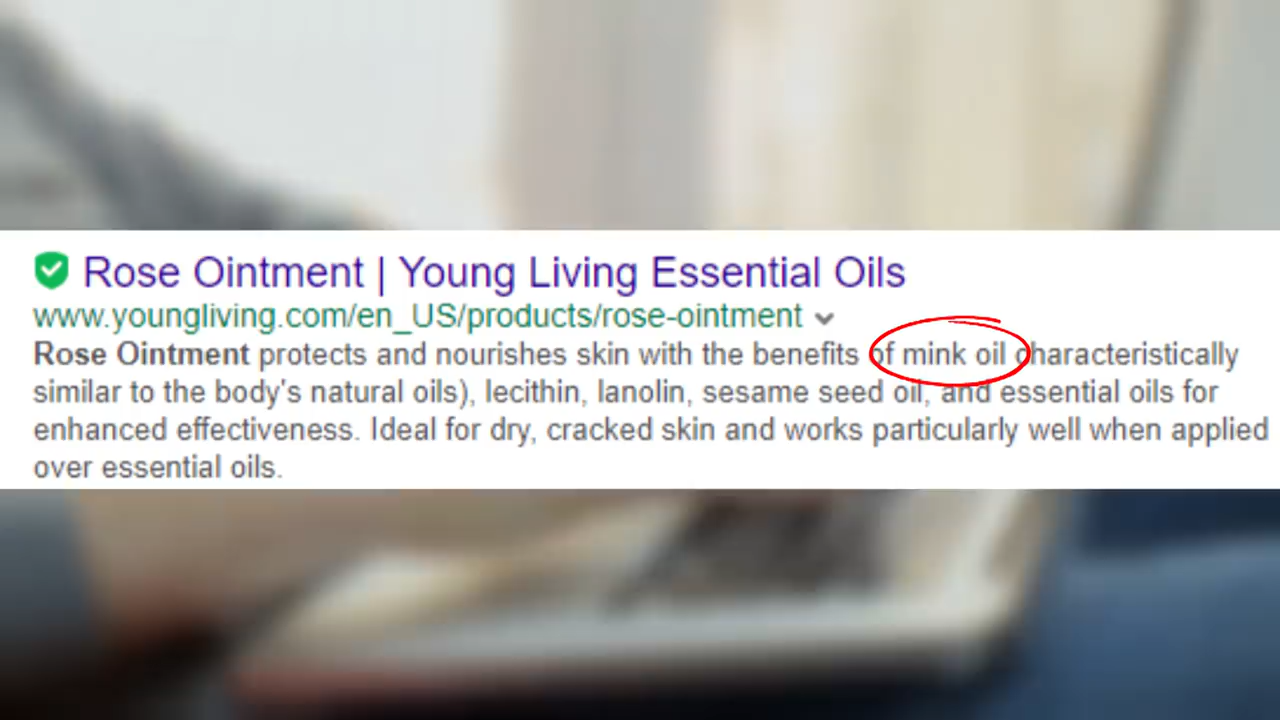 Rose Ointment | Young Living Essential Oils
www.youngliving.com/en_US/products/rose-ointment
Rose Ointment protects and nourishes skin with the benefits of mink oil characteristically
similar to the body's natural oils), lecithin, lanolin, sesame seed oil, and essential oils for
enhanced effectiveness. Ideal for dry, cracked skin and works particularly well when applied
over essential oils.